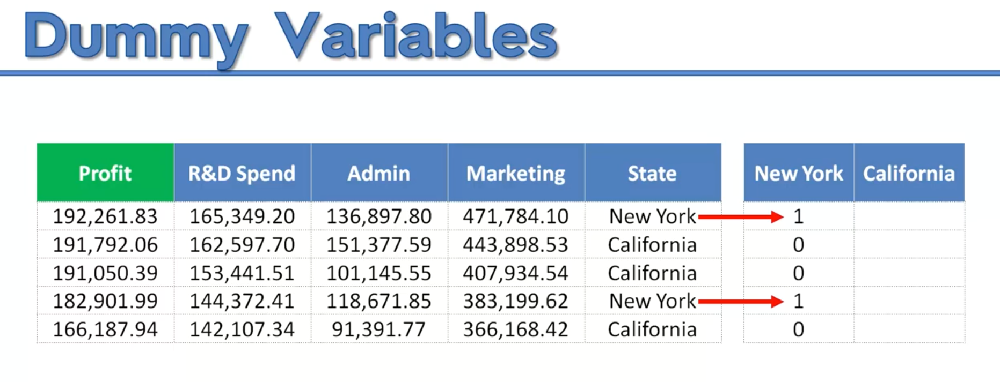 Dummy Variables
Profit R&D Spend Admin Marketing State New York California
192,261.83 165,349.20 136,897.80 471,784.10 New York 1
191,792.06 162,597.70 151,377.59 443,898.53 California 0
191,050.39 153,441.51 101,145.55 407,934.54 California 0
182,901.99 144,372.41 118,671.85 383,199.62 New York 1
166,187.94 142,107.34 91,391.77 366,168.42 California 0